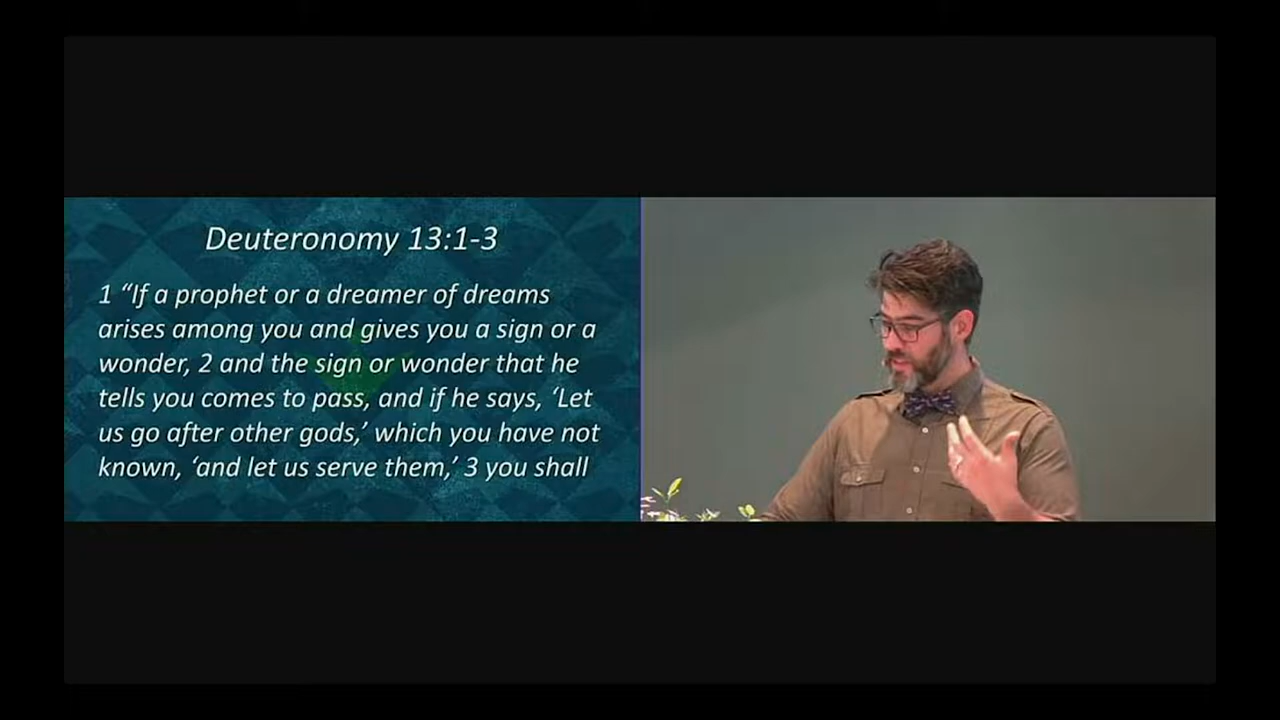 Deuteronomy 13:1-3
1 “If a prophet or a dreamer of dreams
arises among you and gives you a sign or a
wonder, 2 and the sign or wonder that he
tells you comes to pass, and if he says, ‘Let
us go after other gods,’ which you have not
known, ‘and let us serve them,’ 3 you shall